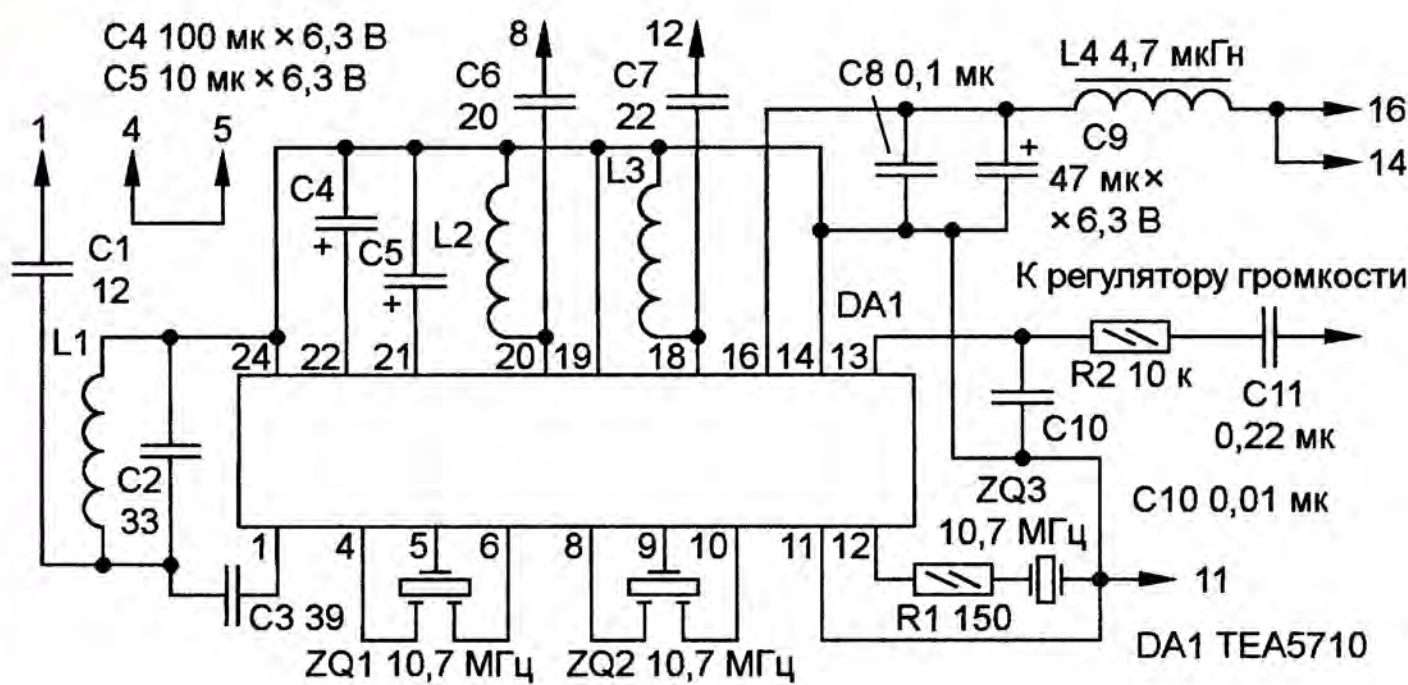 C4 100 мк × 6,3 В
C5 10 мк × 6,3 В
8
12
1
4
5
C6
20
C7
22
C8 0,1 мк
L4 4,7 мкГн
16
14
C9
47 мк ×
× 6,3 В
C1
12
C4
+
C5
+
L2
L3
+
К регулятору громкости
DA1
L1
C2
33
24
22
21
20
19
18
16
14
13
R2 10 к
C11
0,22 мк
C10
C10 0,01 мк
ZQ3
10,7 МГц
1
4
5
6
8
9
10
11
12
C3 39
ZQ1 10,7 МГц
ZQ2 10,7 МГц
R1 150
11
DA1 TEA5710